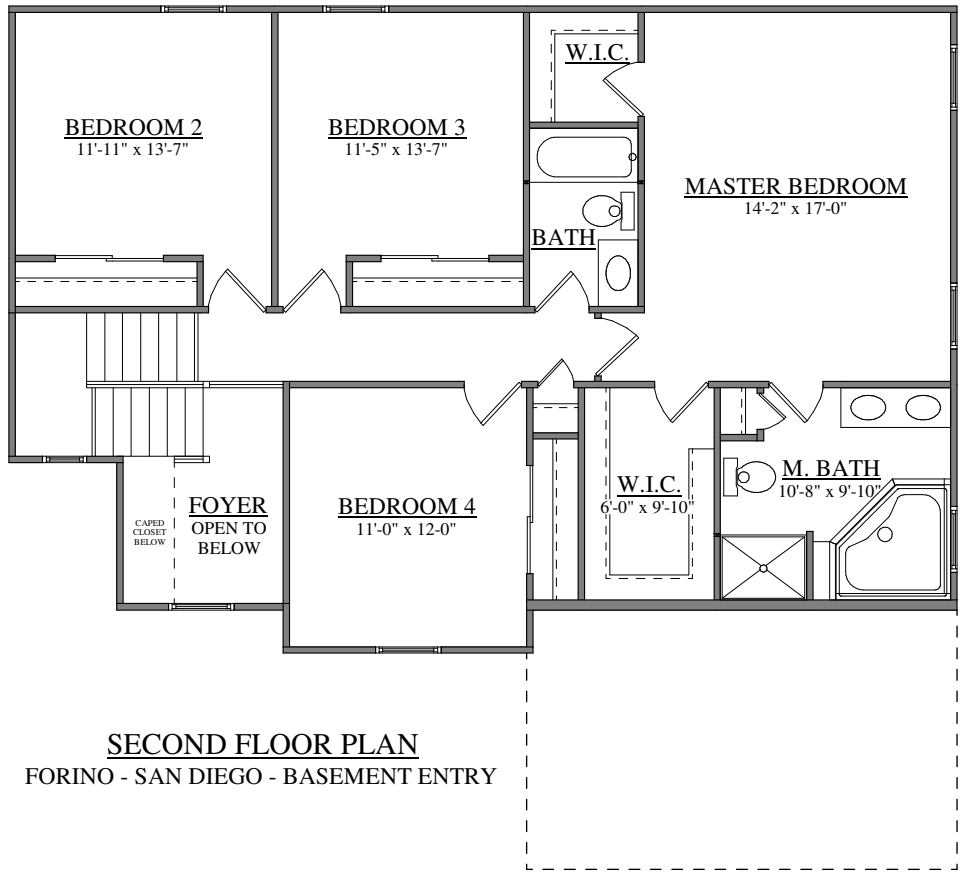 W.I.C.
BEDROOM 2
11'-11" x 13'-7"
BEDROOM 3
11'-5" x 13'-7"
MASTER BEDROOM
14'-2" x 17'-0"
BATH
M. BATH
10'-8" x 9'-10"
W.I.C.
6'-0" x 9'-10"
FOYER
OPEN TO
BELOW
BEDROOM 4
11'-0" x 12'-0"
CAPED
CLOSET
BELOW
SECOND FLOOR PLAN
FORINO - SAN DIEGO - BASEMENT ENTRY